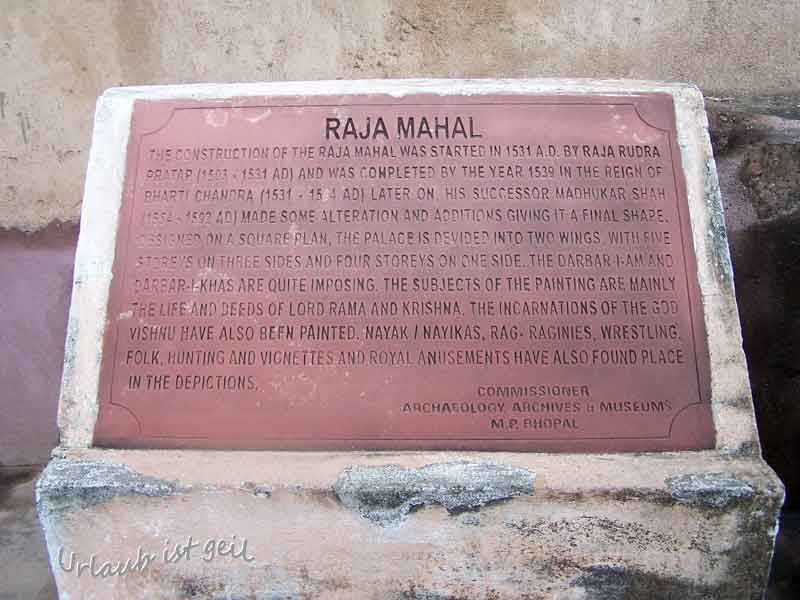 RAJA MAHAL
THE CONSTRUCTION OF THE RAJA MAHAL WAS STARTED IN 1531 A.D. BY RAJA RUDRA
PRATAP (1503 - 1531 AD) AND WAS COMPLETED BY THE YEAR 1539 IN THE REIGN OF
BHARTI CHANDRA (1531 - AD) LATER ON, HIS SUCCESSOR MADHUKAR SHAH
(1554 - 1592 AD) MADE SOME ALTERATION AND ADDITIONS GIVING IT A FINAL SHAPE.
DESIGNED ON A SQUARE PLAN, THE PALACE IS DEVIDED INTO TWO WINGS, WITH FIVE
STOREYS ON THREE SIDES AND FOUR STOREYS ON ONE SIDE. THE DARBAR-I-AM AND
DARBAR-I-KHAS ARE QUITE IMPOSING. THE SUBJECTS OF THE PAINTING ARE MAINLY
THE LIFE AND DEEDS OF LORD RAMA AND KRISHNA. THE INCARNATIONS OF THE GOD
VISHNU HAVE ALSO BEEN PAINTED. NAYAK / NAYIKAS, RAG- RAGINIES, WRESTLING,
FOLK, HUNTING AND VIGNETTES AND ROYAL ANUSEMENTS HAVE ALSO FOUND PLACE
IN THE DEPICTIONS.
COMMISSIONER
ARCHAEOLOGY, ARCHIVES & MUSEUMS
M.P. BHOPAL
Urlaub ist geil